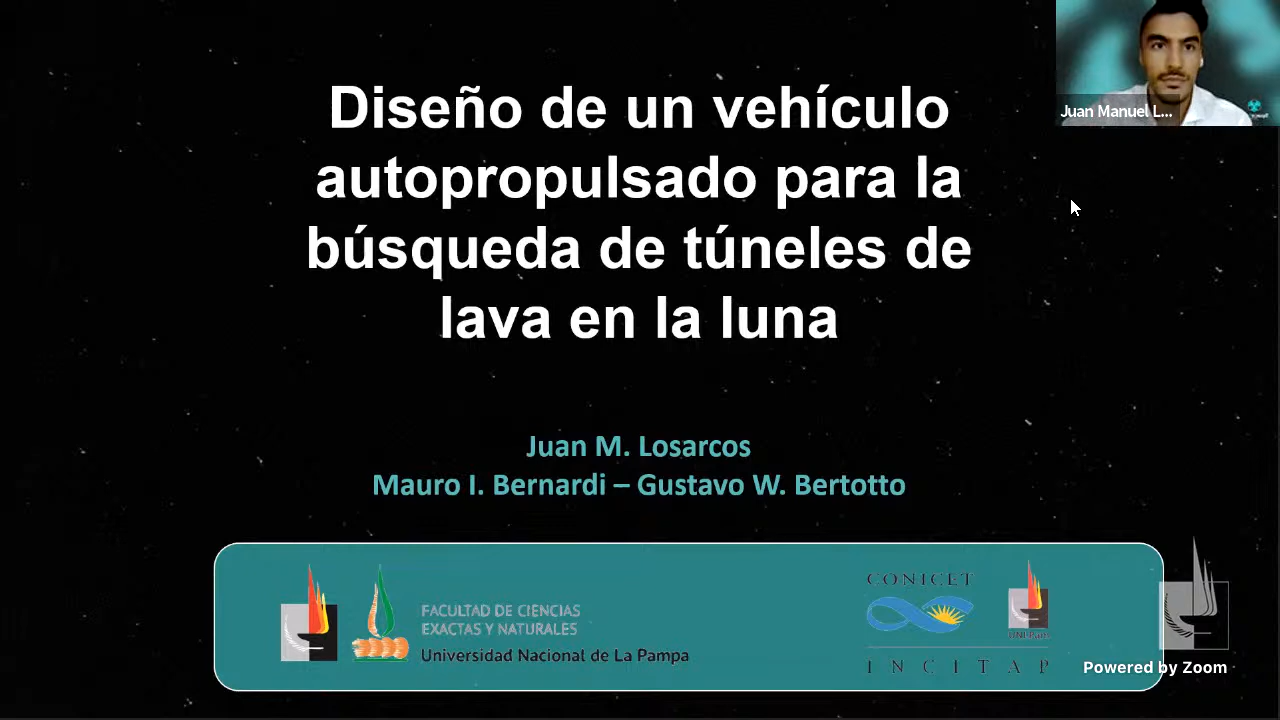 Diseño de un vehículo
autopropulsado para la
búsqueda de túneles de
lava en la luna
Juan Manuel L...
Juan M. Losarcos
Mauro I. Bernardi – Gustavo W. Bertotto
FACULTAD DE CIENCIAS
EXACTAS Y NATURALES
Universidad Nacional de La Pampa
CONICET
UNLPam
INCITAP
Powered by Zoom